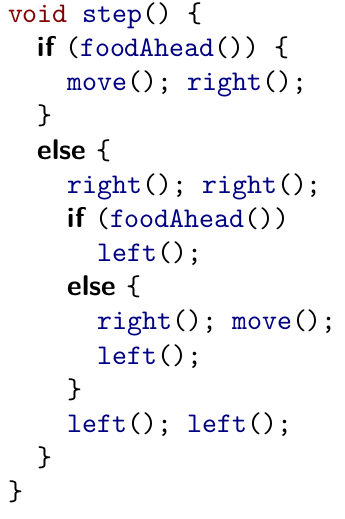 void step() {
  if (foodAhead()) {
    move(); right();
  }
  else {
    right(); right();
    if (foodAhead())
      left();
    else {
      right(); move();
      left();
    }
    left(); left();
  }
}